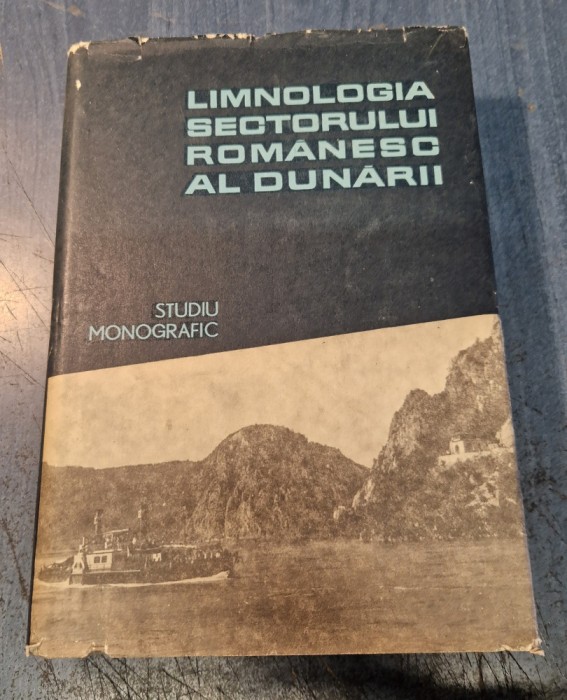 LIMNOLOGIA
SECTORULUI
ROMÂNESC
AL DUNĂRII
STUDIU
MONOGRAFIC